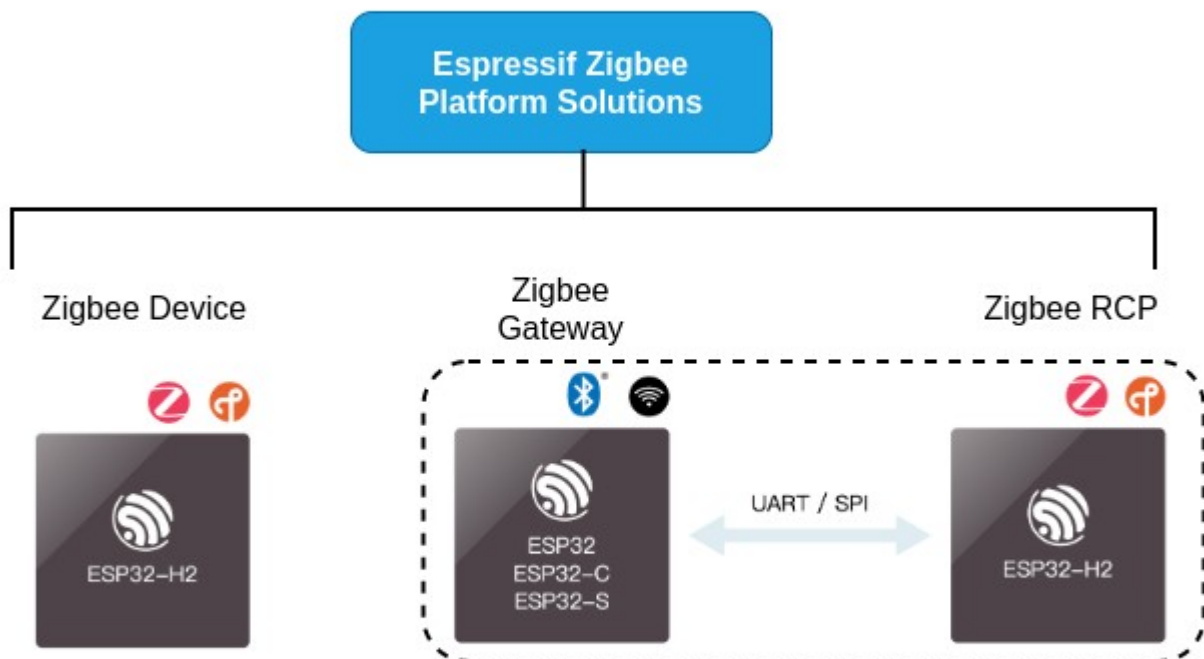 Espressif Zigbee
Platform Solutions
Zigbee Device
Zigbee
Gateway
Zigbee RCP
ESP32-H2
ESP32
ESP32-C
ESP32-S
UART / SPI
ESP32-H2